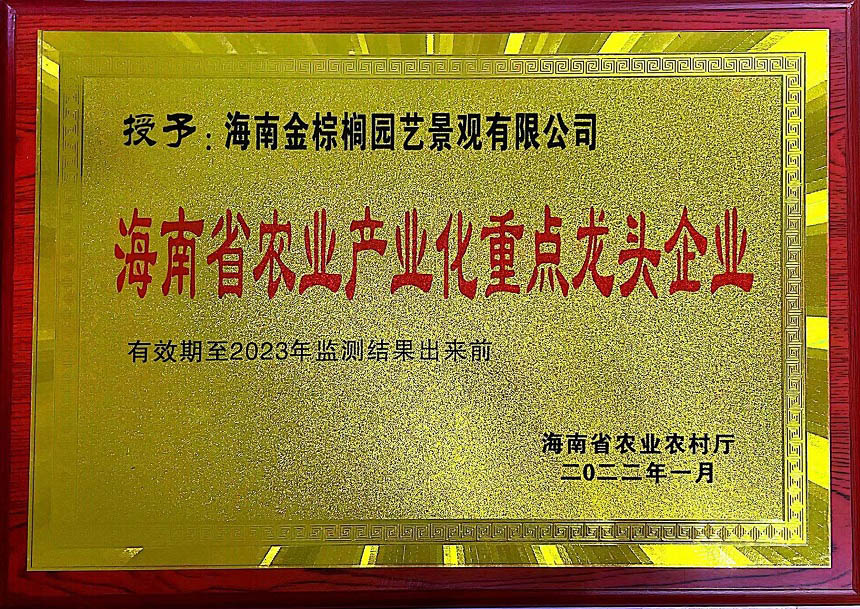 授予：海南金棕榈园艺景观有限公司
海南省农业产业化重点龙头企业
有效期至2023年监测结果出来前
海南省农业农村厅
二0二二年一月